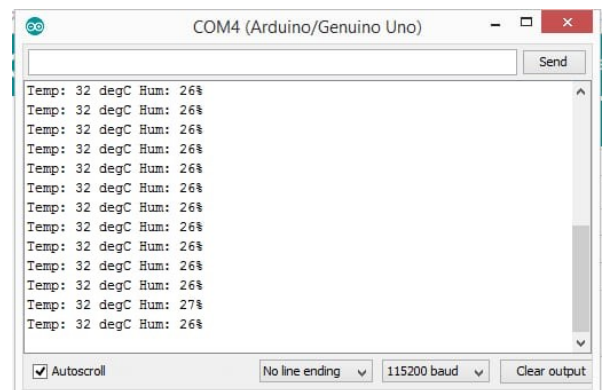 COM4 (Arduino/Genuino Uno)
Send
Temp: 32 degC Hum: 26%
Temp: 32 degC Hum: 26%
Temp: 32 degC Hum: 26%
Temp: 32 degC Hum: 26%
Temp: 32 degC Hum: 26%
Temp: 32 degC Hum: 26%
Temp: 32 degC Hum: 26%
Temp: 32 degC Hum: 26%
Temp: 32 degC Hum: 26%
Temp: 32 degC Hum: 26%
Temp: 32 degC Hum: 26%
Temp: 32 degC Hum: 27%
Temp: 32 degC Hum: 26%
Autoscroll No line ending 115200 baud Clear output